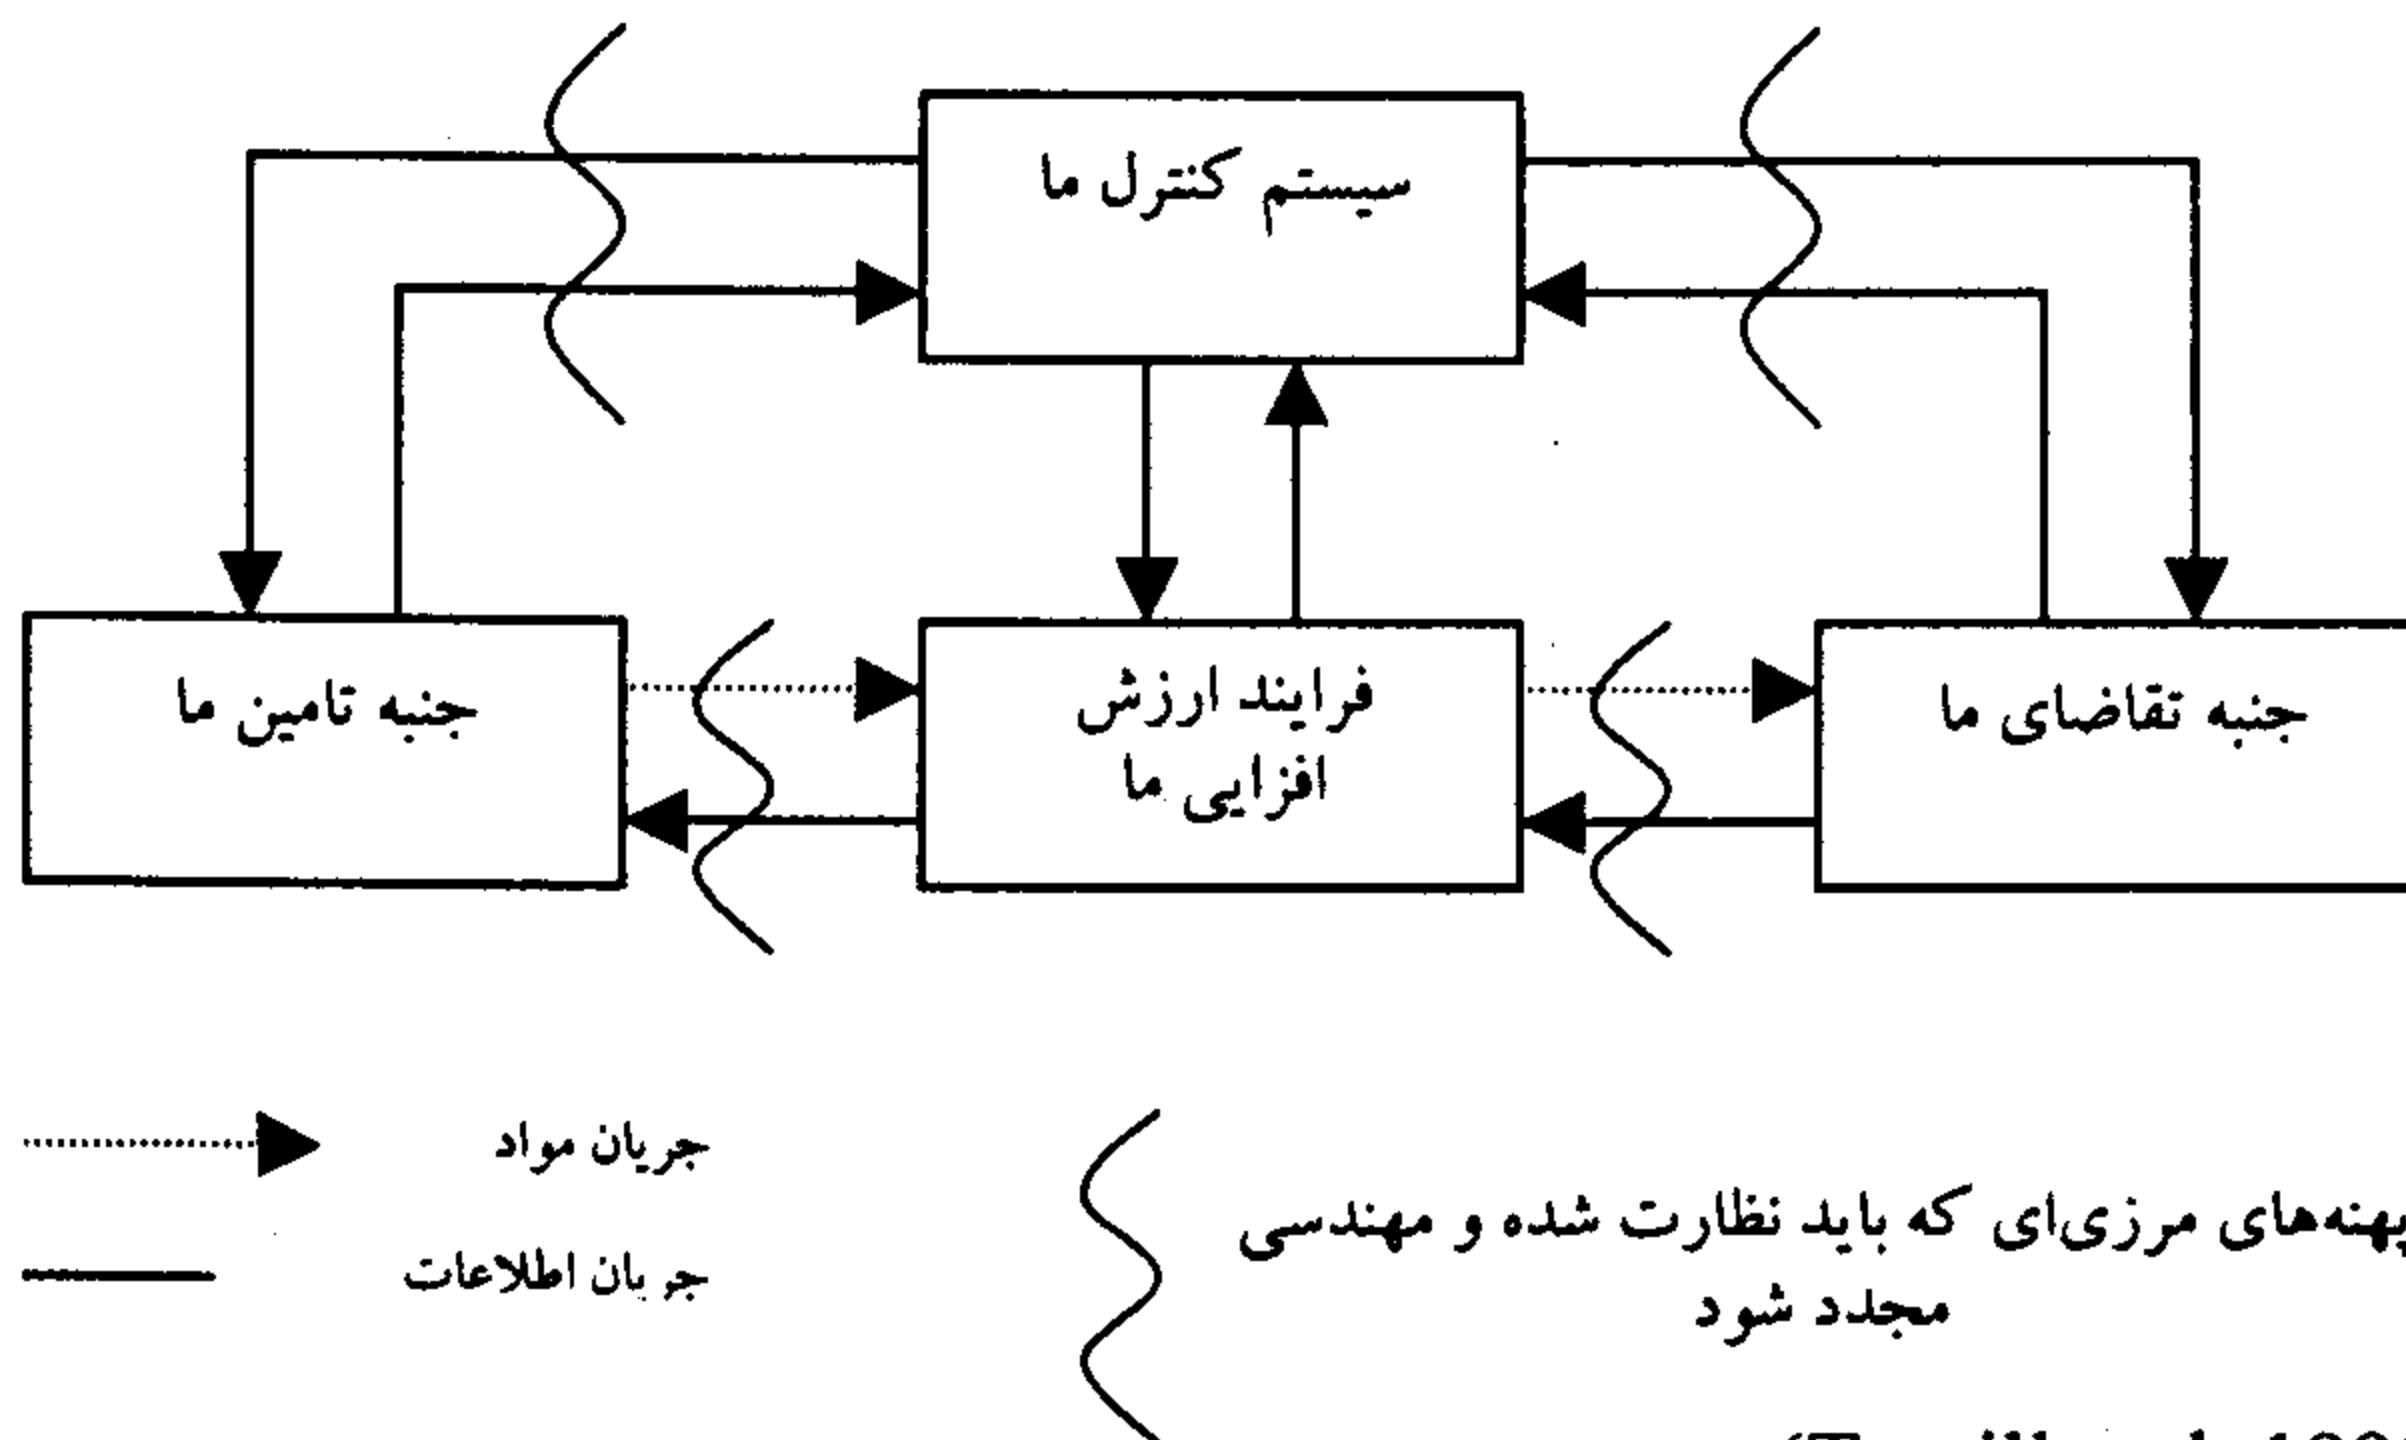 سیستم کنترل ما
جنبه تامین ما
فرایند ارزش
افزایی ما
جنبه تقاضای ما
جریان مواد
جریان اطلاعات
پهنه‌های مرزی‌ای که باید نظارت شده و مهندسی
مجدد شود